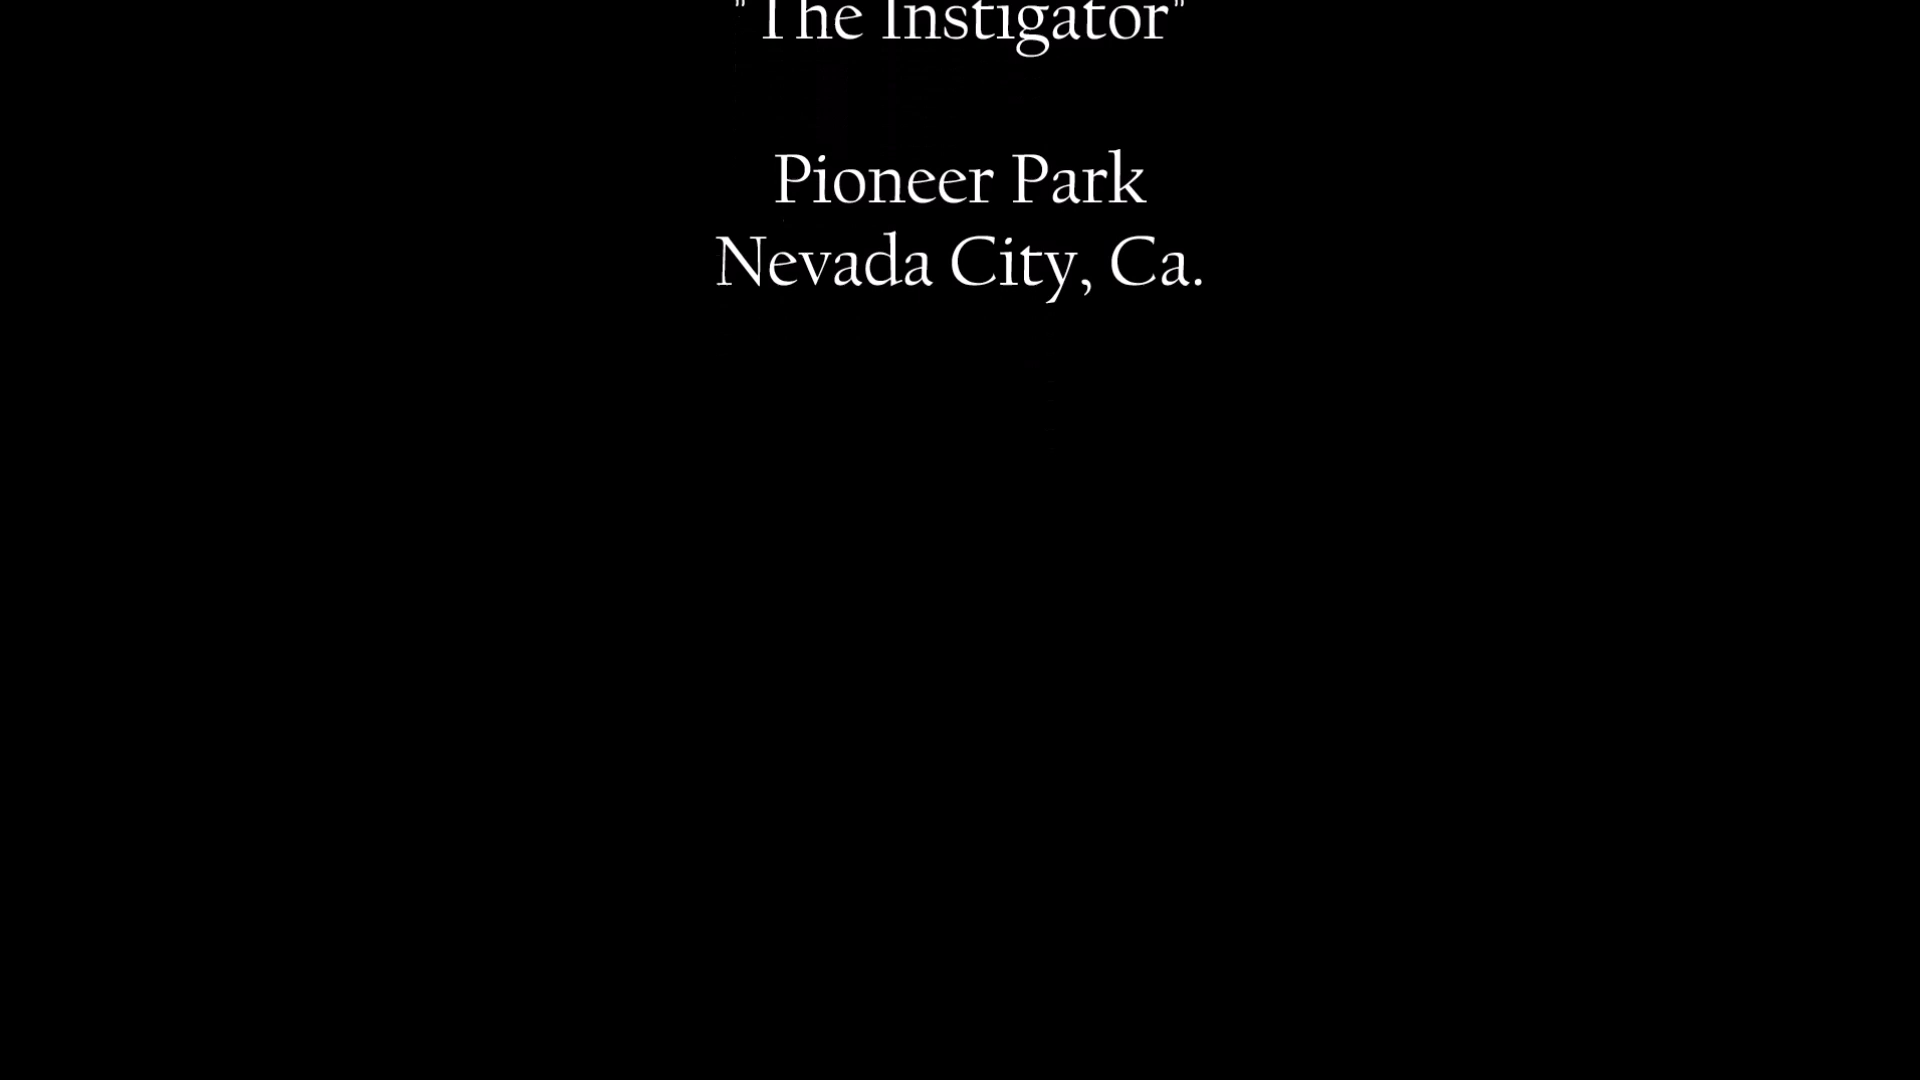 "The Instigator"
Pioneer Park
Nevada City, Ca.